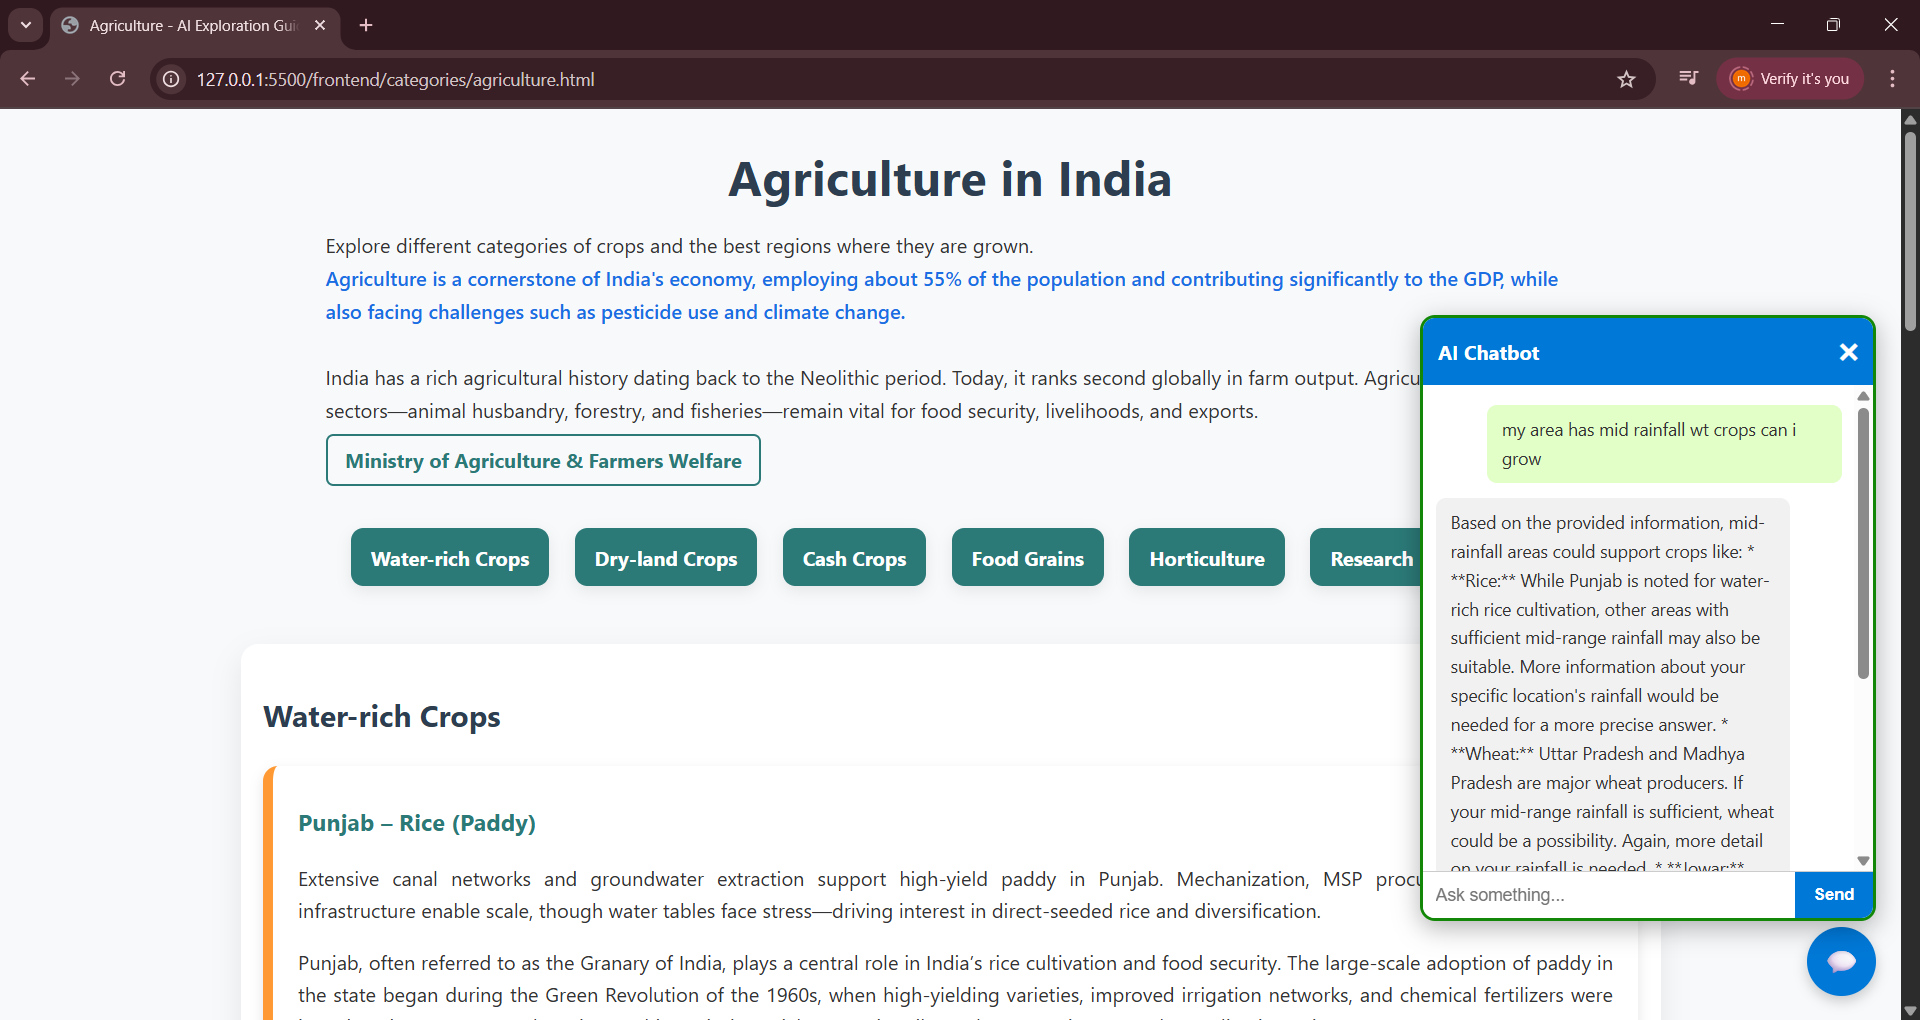 Agriculture - AI Exploration Gui
127.0.0.1:5500/frontend/categories/agriculture.html
m
Verify it's you
Agriculture in India
Explore different categories of crops and the best regions where they are grown.
Agriculture is a cornerstone of India's economy, employing about 55% of the population and contributing significantly to the GDP, while
also facing challenges such as pesticide use and climate change.
India has a rich agricultural history dating back to the Neolithic period. Today, it ranks second globally in farm output. Agricu
sectors—animal husbandry, forestry, and fisheries—remain vital for food security, livelihoods, and exports.
Ministry of Agriculture & Farmers Welfare
Water-rich Crops
Dry-land Crops
Cash Crops
Food Grains
Horticulture
Research
Water-rich Crops
Punjab – Rice (Paddy)
Extensive canal networks and groundwater extraction support high-yield paddy in Punjab. Mechanization, MSP procu
infrastructure enable scale, though water tables face stress—driving interest in direct-seeded rice and diversification.
Punjab, often referred to as the Granary of India, plays a central role in India’s rice cultivation and food security. The large-scale adoption of paddy in
the state began during the Green Revolution of the 1960s, when high-yielding varieties, improved irrigation networks, and chemical fertilizers were
AI Chatbot
my area has mid rainfall wt crops can i
grow
Based on the provided information, mid-
rainfall areas could support crops like: *
**Rice:** While Punjab is noted for water-
rich rice cultivation, other areas with
sufficient mid-range rainfall may also be
suitable. More information about your
specific location's rainfall would be
needed for a more precise answer. *
**Wheat:** Uttar Pradesh and Madhya
Pradesh are major wheat producers. If
your mid-range rainfall is sufficient, wheat
could be a possibility. Again, more detail
on your rainfall is needed. * **Jowar:**
Ask something...
Send